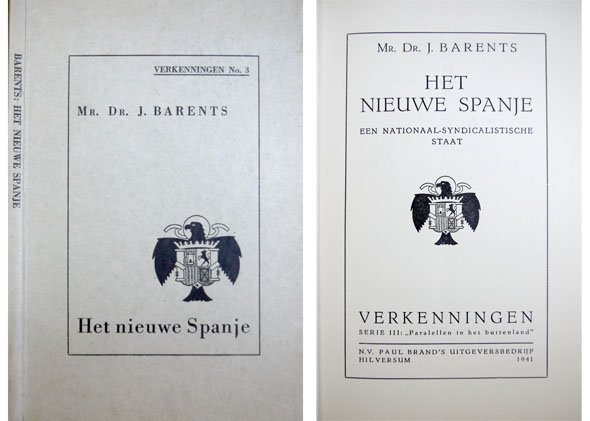 BARENTS: HET NIEUWE SPANJE
VERKENNINGEN No. 3
Mr. Dr. J. BARENTS
Het nieuwe Spanje
Mr. Dr. J. BARENTS
HET
NIEUWE SPANJE
EEN NATIONAAL-SYNDICALISTISCHE
STAAT
VERKENNINGEN
SERIE III: „Paralellen in het buitenland"
N.V. PAUL BRAND'S UITGEVERSBEDRIJF
HILVERSUM 1941